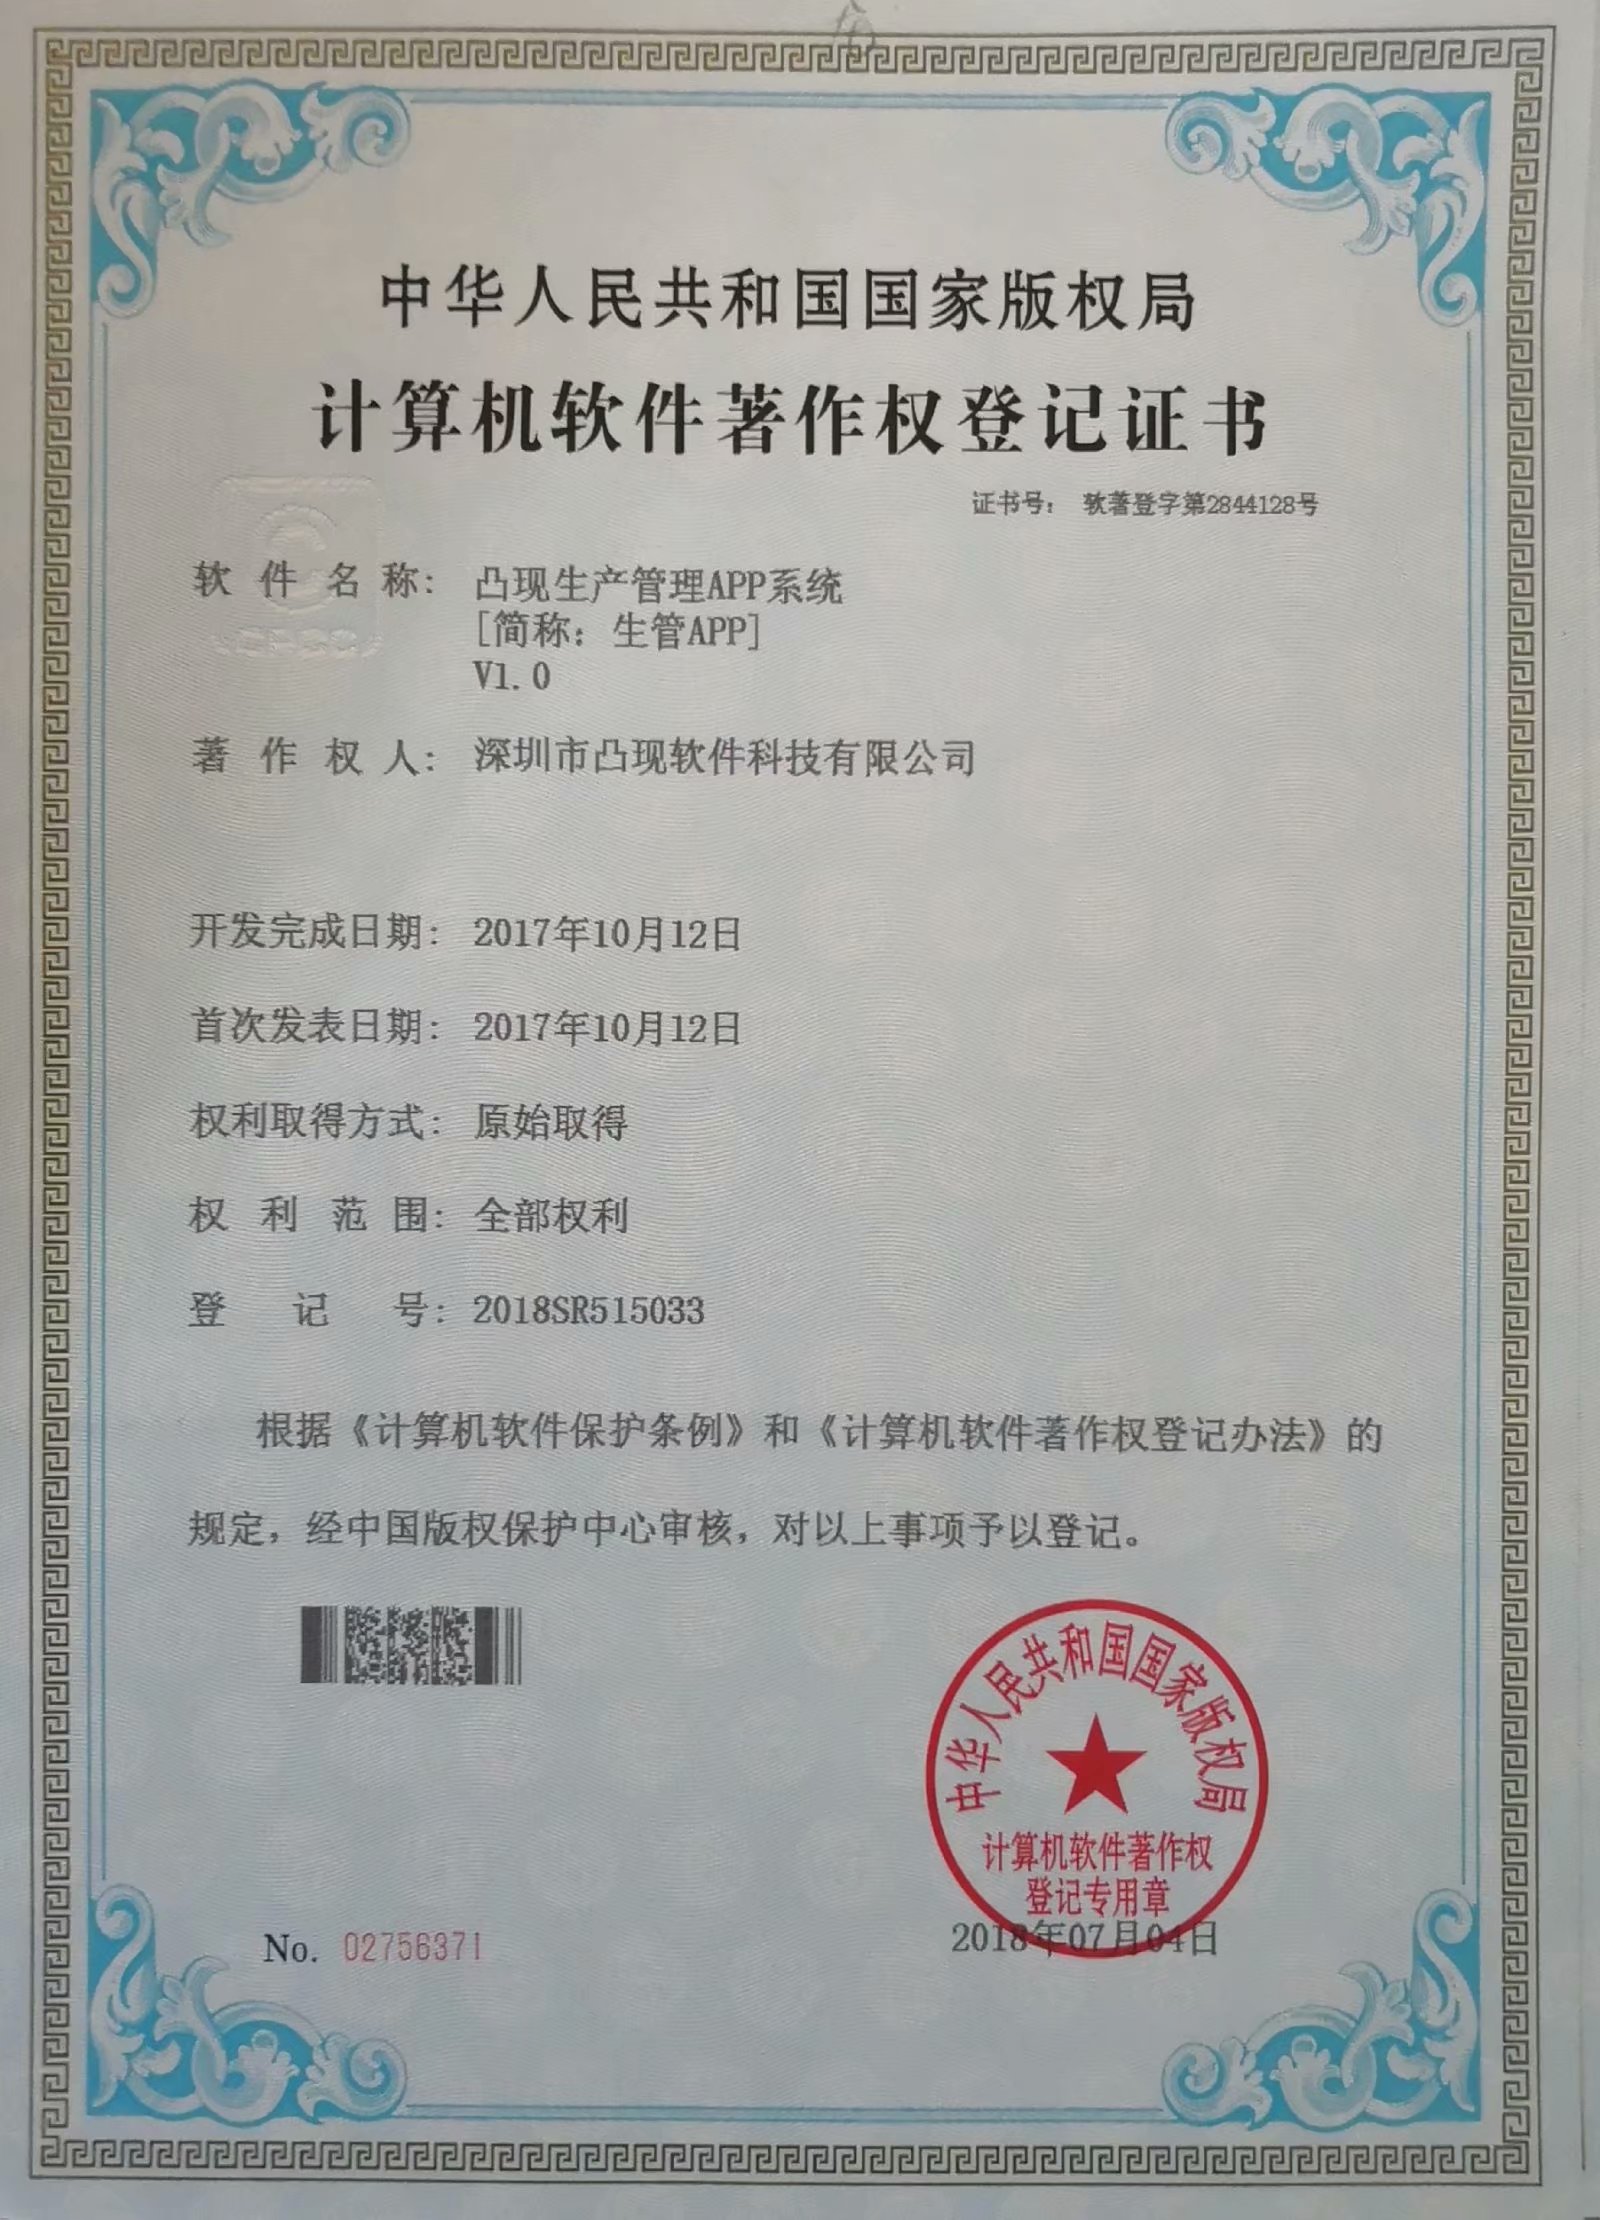 中华人民共和国国家版权局
计算机软件著作权登记证书
证书号： 软著登字第2844128号
软件名称： 凸现生产管理APP系统
[简称：生管APP]
V1.0
著作权人： 深圳市凸现软件科技有限公司
开发完成日期： 2017年10月12日
首次发表日期： 2017年10月12日
权利取得方式： 原始取得
权利范围： 全部权利
登记号： 2018SR515033
根据《计算机软件保护条例》和《计算机软件著作权登记办法》的
规定，经中国版权保护中心审核，对以上事项予以登记。
中华人民共和国国家版权局
计算机软件著作权
登记专用章
No. 02756371
2018年07月04日